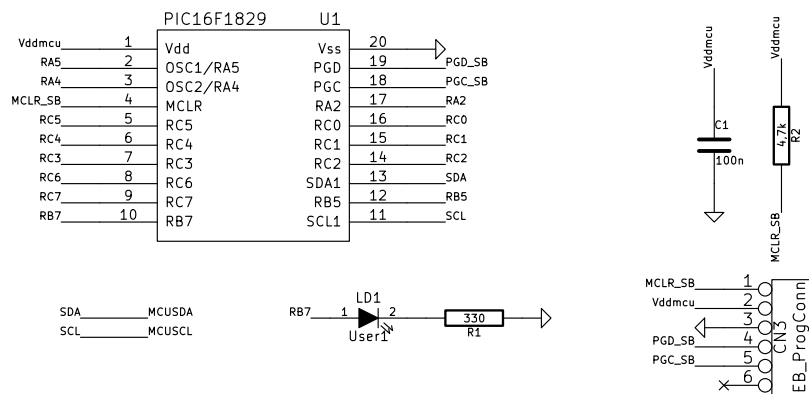 PIC16F1829 U1
Vddmcu 1 Vdd Vss 20
RA5 2 OSC1/RA5 PGD 19 PGD_SB
RA4 3 OSC2/RA4 PGC 18 PGC_SB
MCLR_SB 4 MCLR RA2 17 RA2
RC5 5 RC5 RC0 16 RC0
RC4 6 RC4 RC1 15 RC1
RC3 7 RC3 RC2 14 RC2
RC6 8 RC6 SDA1 13 SDA
RC7 9 RC7 RB5 12 RB5
RB7 10 RB7 SCL1 11 SCL
Vddmcu
C1
100n
Vddmcu
4,7k
R2
MCLR_SB
SDA MCUSDA
SCL MCUSCL
LD1
RB7 1 2
User1
330
R1
MCLR_SB 1
Vddmcu 2
3
PGD_SB 4
PGC_SB 5
6
CN3
EB_ProgConn